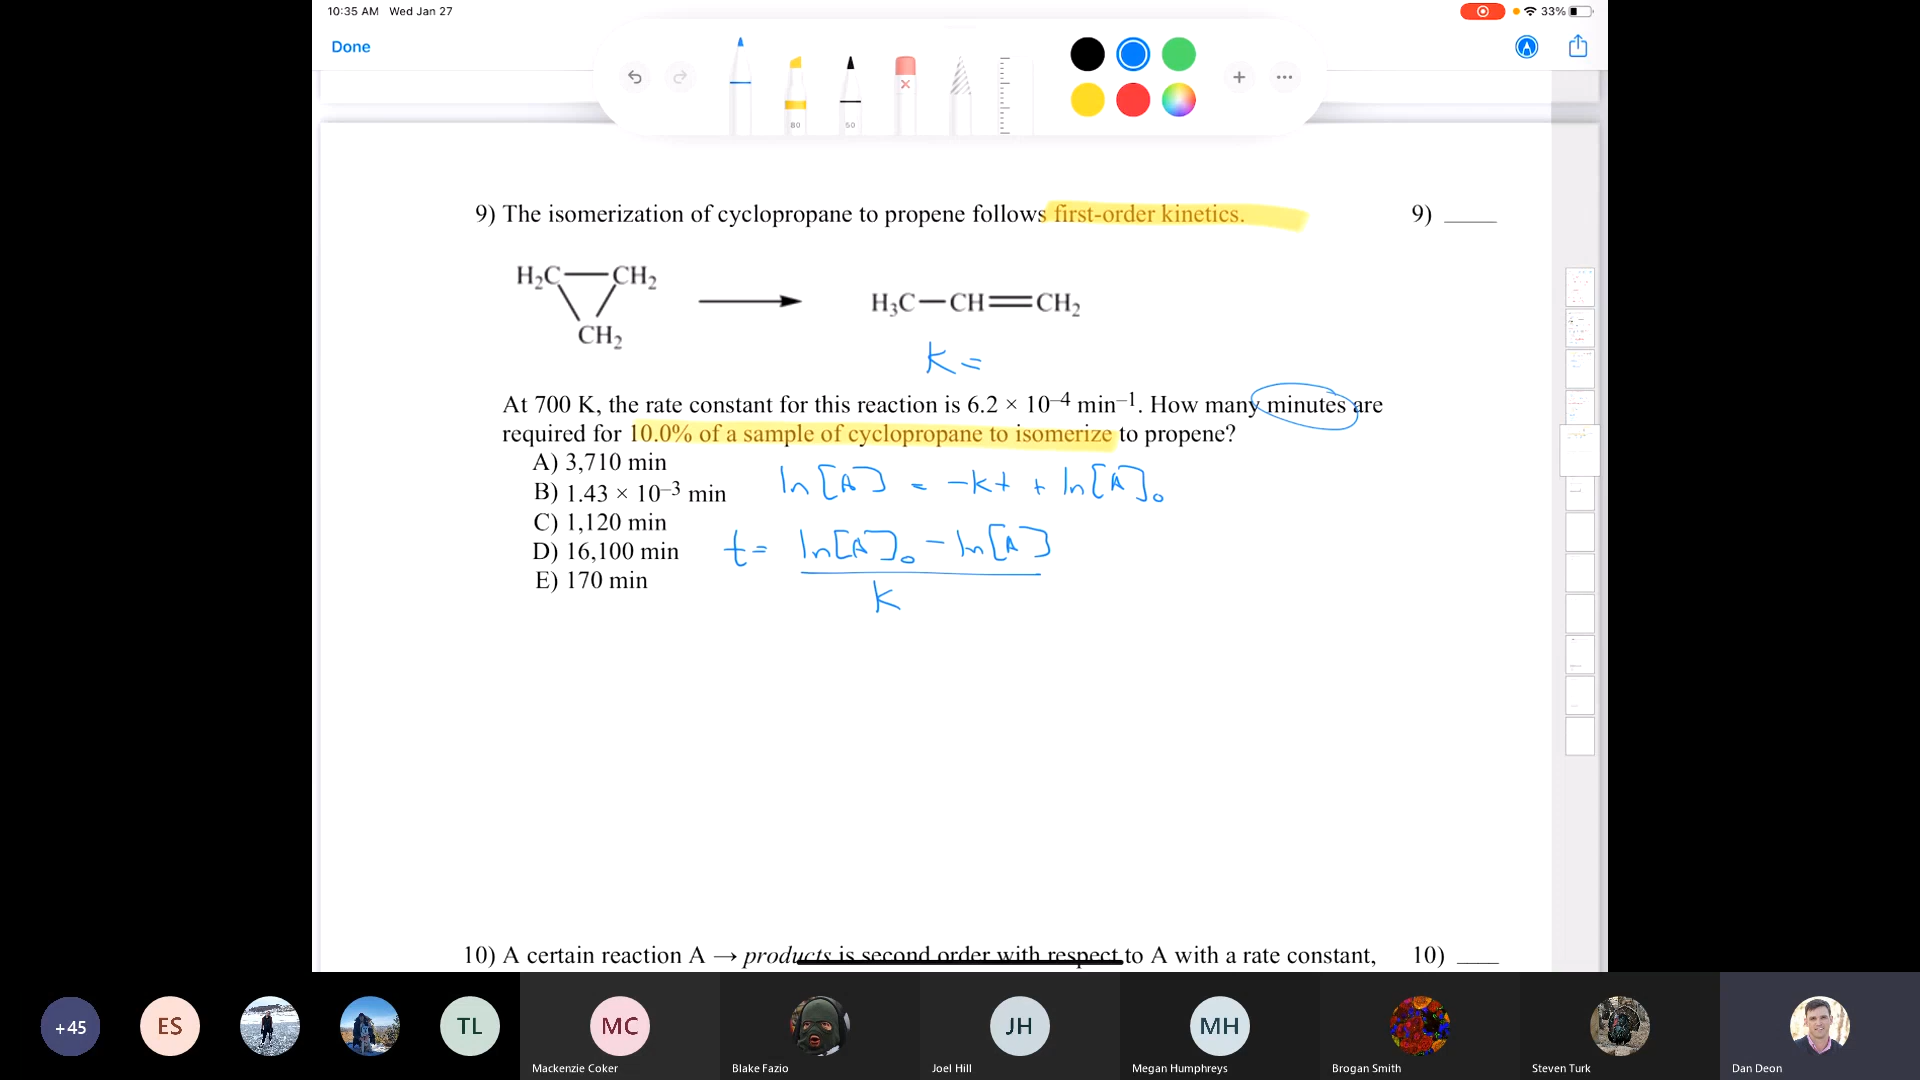 10:35 AM Wed Jan 27
33%
Done
80
50
9) The isomerization of cyclopropane to propene follows first-order kinetics.
9) ____
H₂C—CH₂
CH₂
H₃C—CH=CH₂
K =
At 700 K, the rate constant for this reaction is 6.2 × 10⁻⁴ min⁻¹. How many minutes are
required for 10.0% of a sample of cyclopropane to isomerize to propene?
A) 3,710 min
B) 1.43 × 10⁻³ min
C) 1,120 min
D) 16,100 min
E) 170 min
ln[A] = -kt + ln[A]₀
t = ln[A]₀ - ln[A]
k
10) A certain reaction A → products is second order with respect to A with a rate constant,
10) ____
+45
ES
TL
MC
JH
MH
Mackenzie Coker
Blake Fazio
Joel Hill
Megan Humphreys
Brogan Smith
Steven Turk
Dan Deon